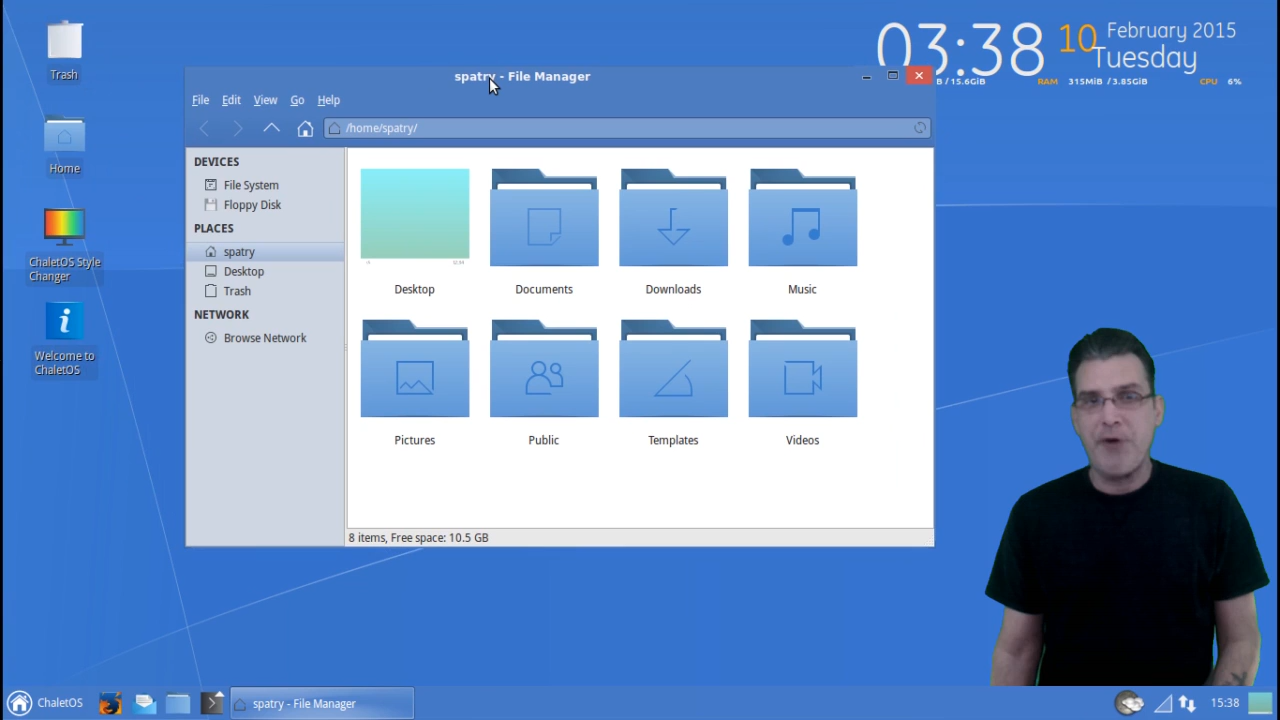 Trash
Home
ChaletOS Style
Changer
Welcome to
ChaletOS
03:38
10
February 2015
Tuesday
B / 15.6GiB
RAM 315MiB / 3.85GiB
CPU 6%
spatry - File Manager
File Edit View Go Help
/home/spatry/
DEVICES
File System
Floppy Disk
PLACES
spatry
Desktop
Trash
NETWORK
Browse Network
Desktop Documents Downloads Music
Pictures Public Templates Videos
8 items, Free space: 10.5 GB
ChaletOS
spatry - File Manager
15:38